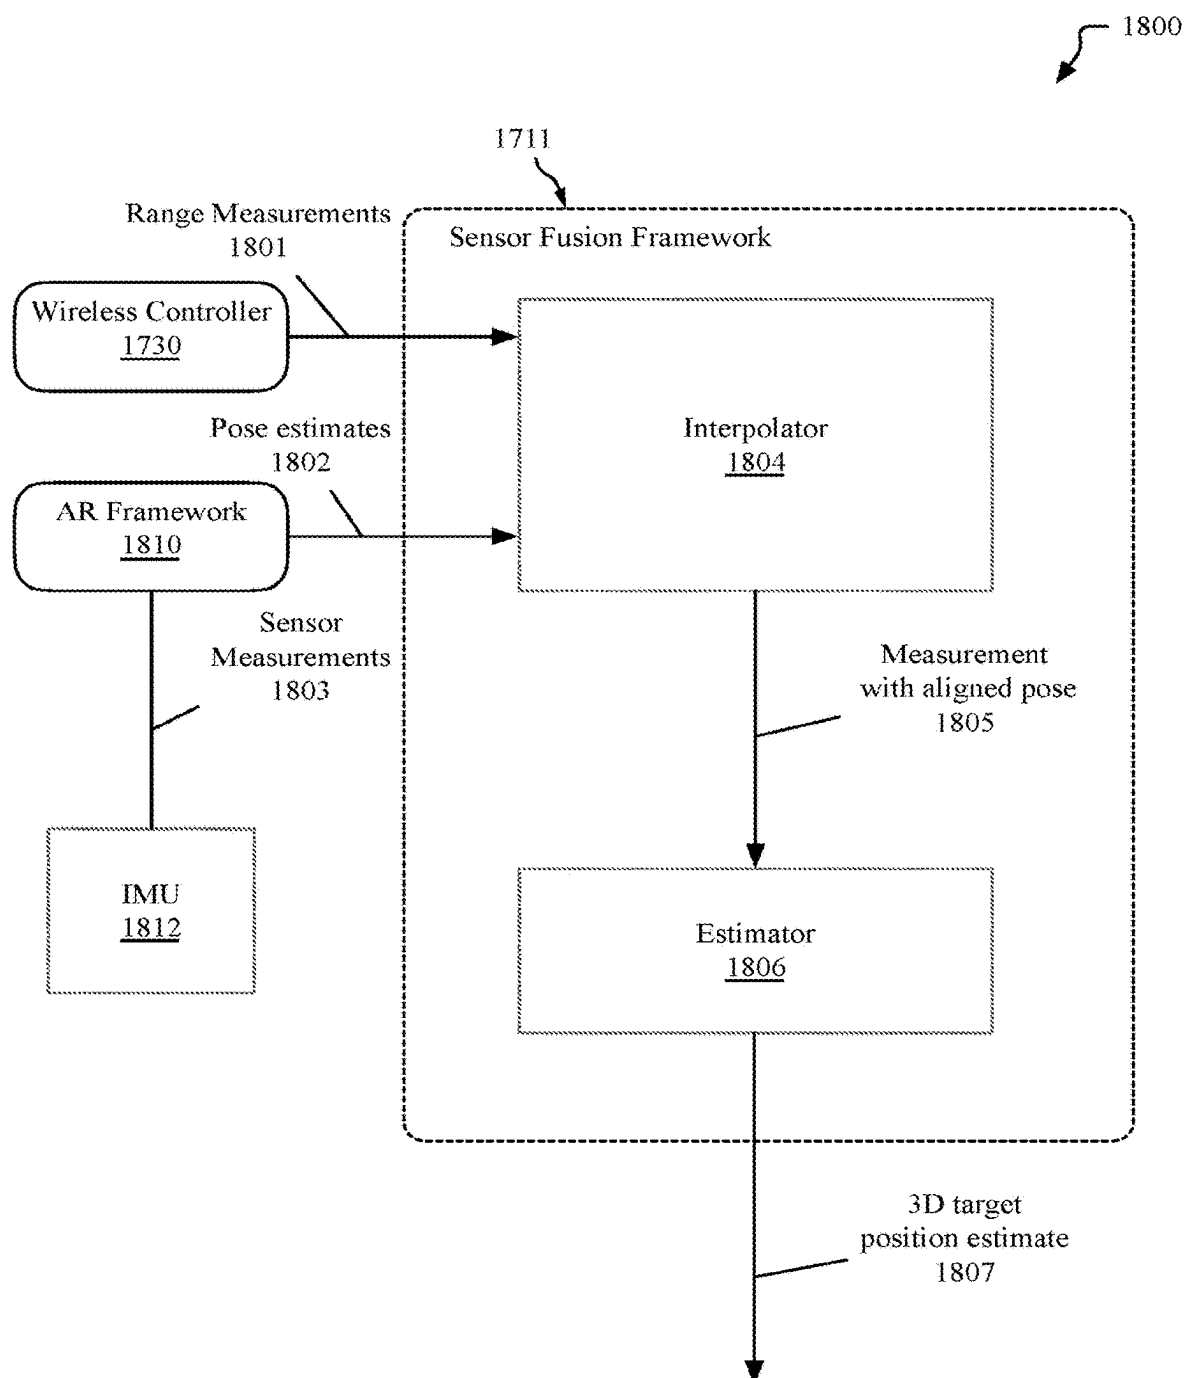 1800
1711
Range Measurements
1801
Sensor Fusion Framework
Wireless Controller
1730
Pose estimates
1802
Interpolator
1804
AR Framework
1810
Sensor
Measurements
1803
Measurement
with aligned pose
1805
IMU
1812
Estimator
1806
3D target
position estimate
1807